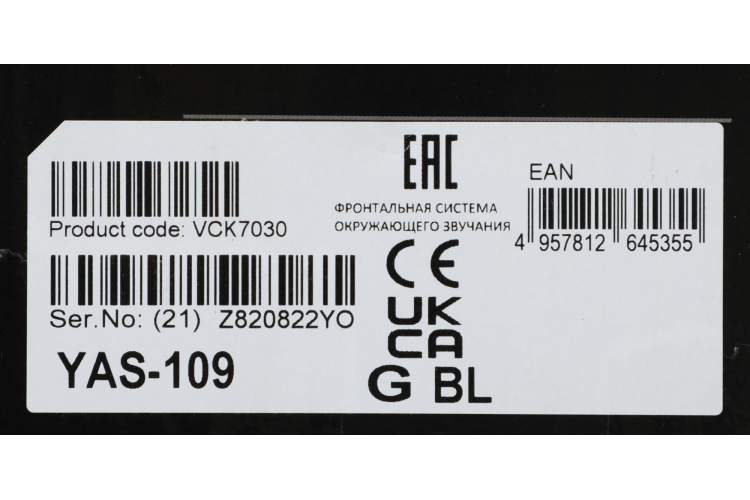 EAC
EAN
Product code: VCK7030
ФРОНТАЛЬНАЯ СИСТЕМА
ОКРУЖАЮЩЕГО ЗВУЧАНИЯ
4 957812 645355
CE
Ser.No: (21) Z820822YO
UK
CA
YAS-109
G BL